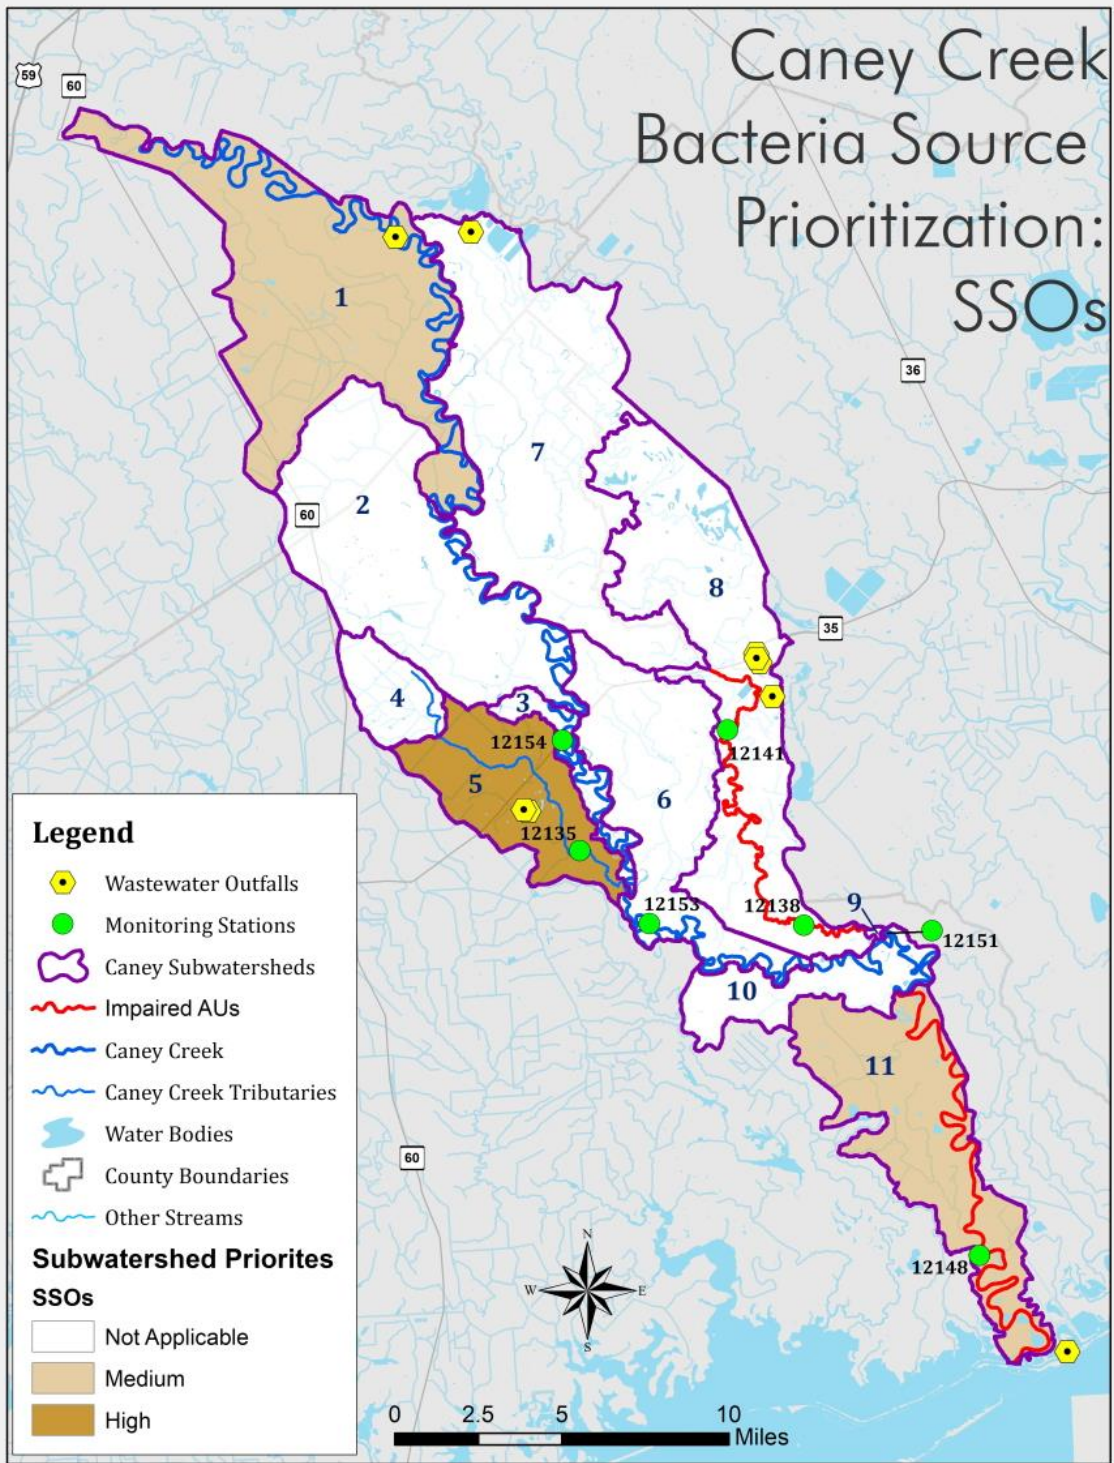 Caney Creek
Bacteria Source
Prioritization:
SSOs
59
60
36
1
7
2
60
8
35
4
3
12154
12141
5
6
12135
12153
12138
9
12151
10
11
60
12148
Legend
Wastewater Outfalls
Monitoring Stations
Caney Subwatersheds
Impaired AUs
Caney Creek
Caney Creek Tributaries
Water Bodies
County Boundaries
Other Streams
Subwatershed Priorites
SSOs
Not Applicable
Medium
High
N
W E
S
0 2.5 5 10
Miles